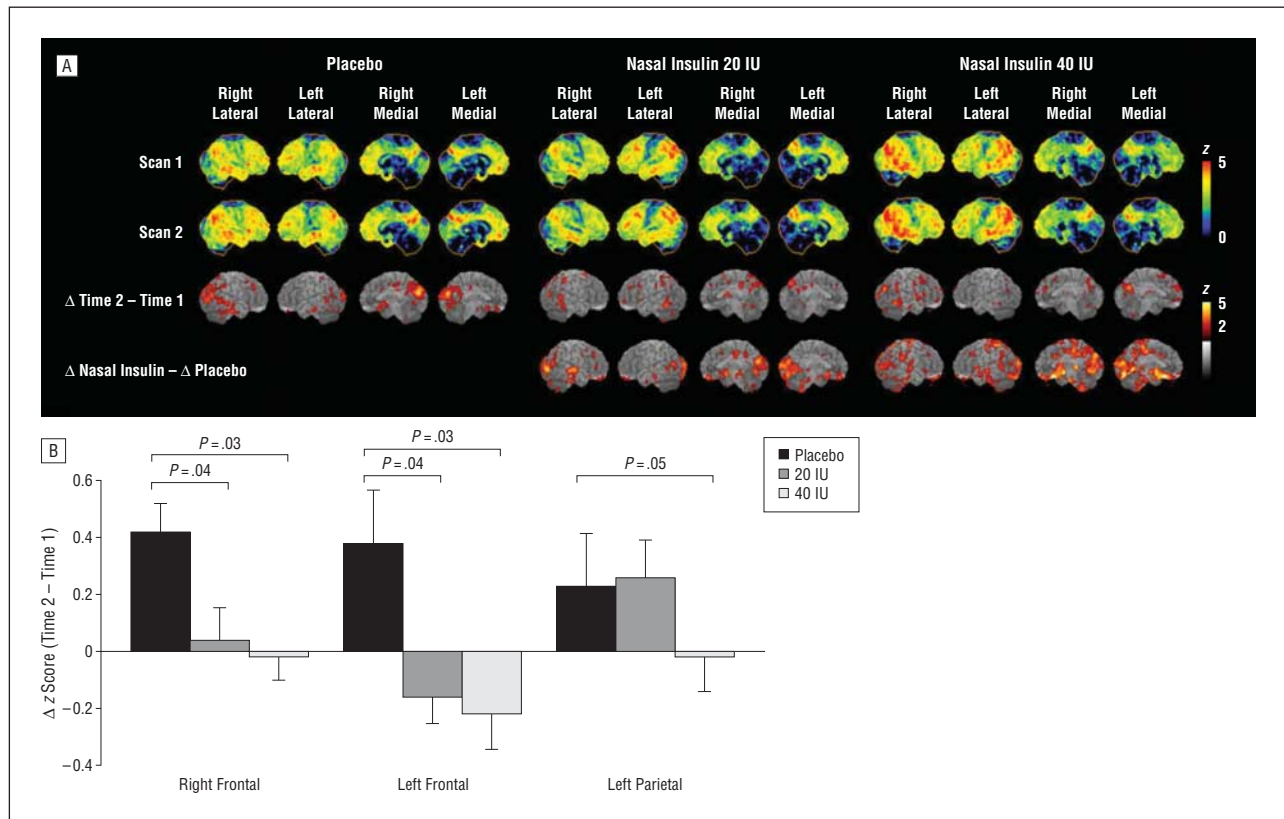 A
Placebo
Nasal Insulin 20 IU
Nasal Insulin 40 IU
Right Lateral
Left Lateral
Right Medial
Left Medial
Right Lateral
Left Lateral
Right Medial
Left Medial
Right Lateral
Left Lateral
Right Medial
Left Medial
Scan 1
z
5
0
Scan 2
Δ Time 2 – Time 1
z
5
2
Δ Nasal Insulin – Δ Placebo
B
P = .03
P = .04
P = .03
P = .04
P = .05
Placebo
20 IU
40 IU
Δ z Score (Time 2 – Time 1)
0.6
0.4
0.2
0
–0.2
–0.4
Right Frontal
Left Frontal
Left Parietal